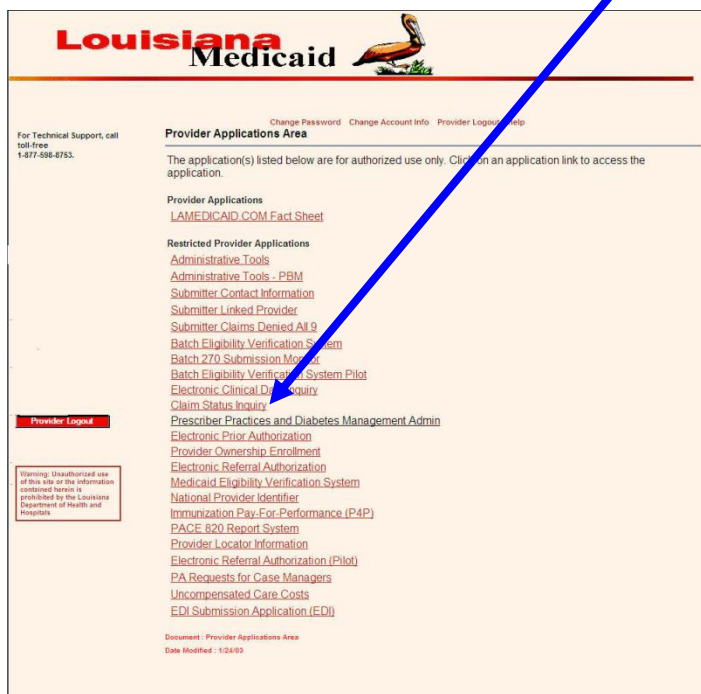 Louisiana
Medicaid
Change Password Change Account Info Provider Logout Help
For Technical Support, call
toll-free
1-877-598-8753.
Provider Applications Area
The application(s) listed below are for authorized use only. Click on an application link to access the
application.
Provider Applications
LAMEDICAID.COM Fact Sheet
Restricted Provider Applications
Administrative Tools
Administrative Tools - PBM
Submitter Contact Information
Submitter Linked Provider
Submitter Claims Denied All 9
Batch Eligibility Verification System
Batch 270 Submission Monitor
Batch Eligibility Verification System Pilot
Electronic Clinical Data Inquiry
Claim Status Inquiry
Prescriber Practices and Diabetes Management Admin
Electronic Prior Authorization
Provider Ownership Enrollment
Electronic Referral Authorization
Medicaid Eligibility Verification System
National Provider Identifier
Immunization Pay-For-Performance (P4P)
PACE 820 Report System
Provider Locator Information
Electronic Referral Authorization (Pilot)
PA Requests for Case Managers
Uncompensated Care Costs
EDI Submission Application (EDI)
Provider Logout
Warning: Unauthorized use
of this site or the information
contained herein is
prohibited by the Louisiana
Department of Health and
Hospitals
Document : Provider Applications Area
Date Modified : 1/24/03